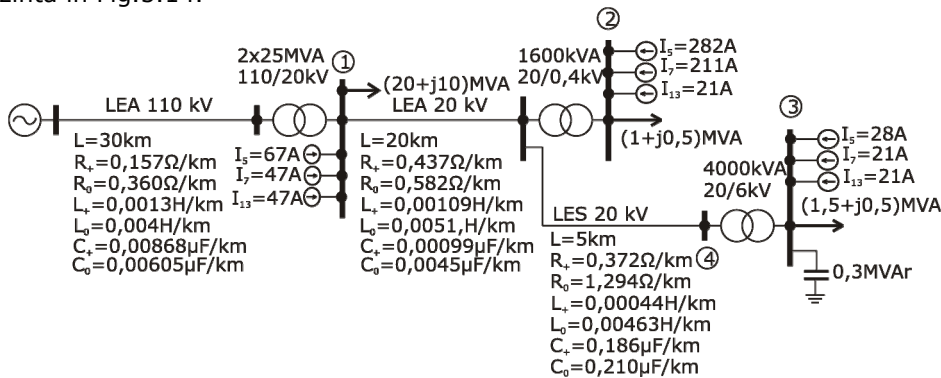 zintă în Fig.5.14.
2
2x25MVA
110/20kV
1
1600kVA
20/0,4kV
I₅=282A
I₇=211A
I₁₃=21A
(20+j10)MVA
LEA 110 kV
LEA 20 kV
3
(1+j0,5)MVA
L=30km
R₊=0,157Ω/km
R₀=0,360Ω/km
L₊=0,0013H/km
L₀=0,004H/km
C₊=0,00868µF/km
C₀=0,00605µF/km
I₅=67A
I₇=47A
I₁₃=47A
L=20km
R₊=0,437Ω/km
R₀=0,582Ω/km
L₊=0,00109H/km
L₀=0,0051,H/km
C₊=0,00099µF/km
C₀=0,0045µF/km
4000kVA
20/6kV
I₅=28A
I₇=21A
I₁₃=21A
(1,5+j0,5)MVA
LES 20 kV
L=5km
R₊=0,372Ω/km
4
R₀=1,294Ω/km
L₊=0,00044H/km
L₀=0,00463H/km
C₊=0,186µF/km
C₀=0,210µF/km
0,3MVAr